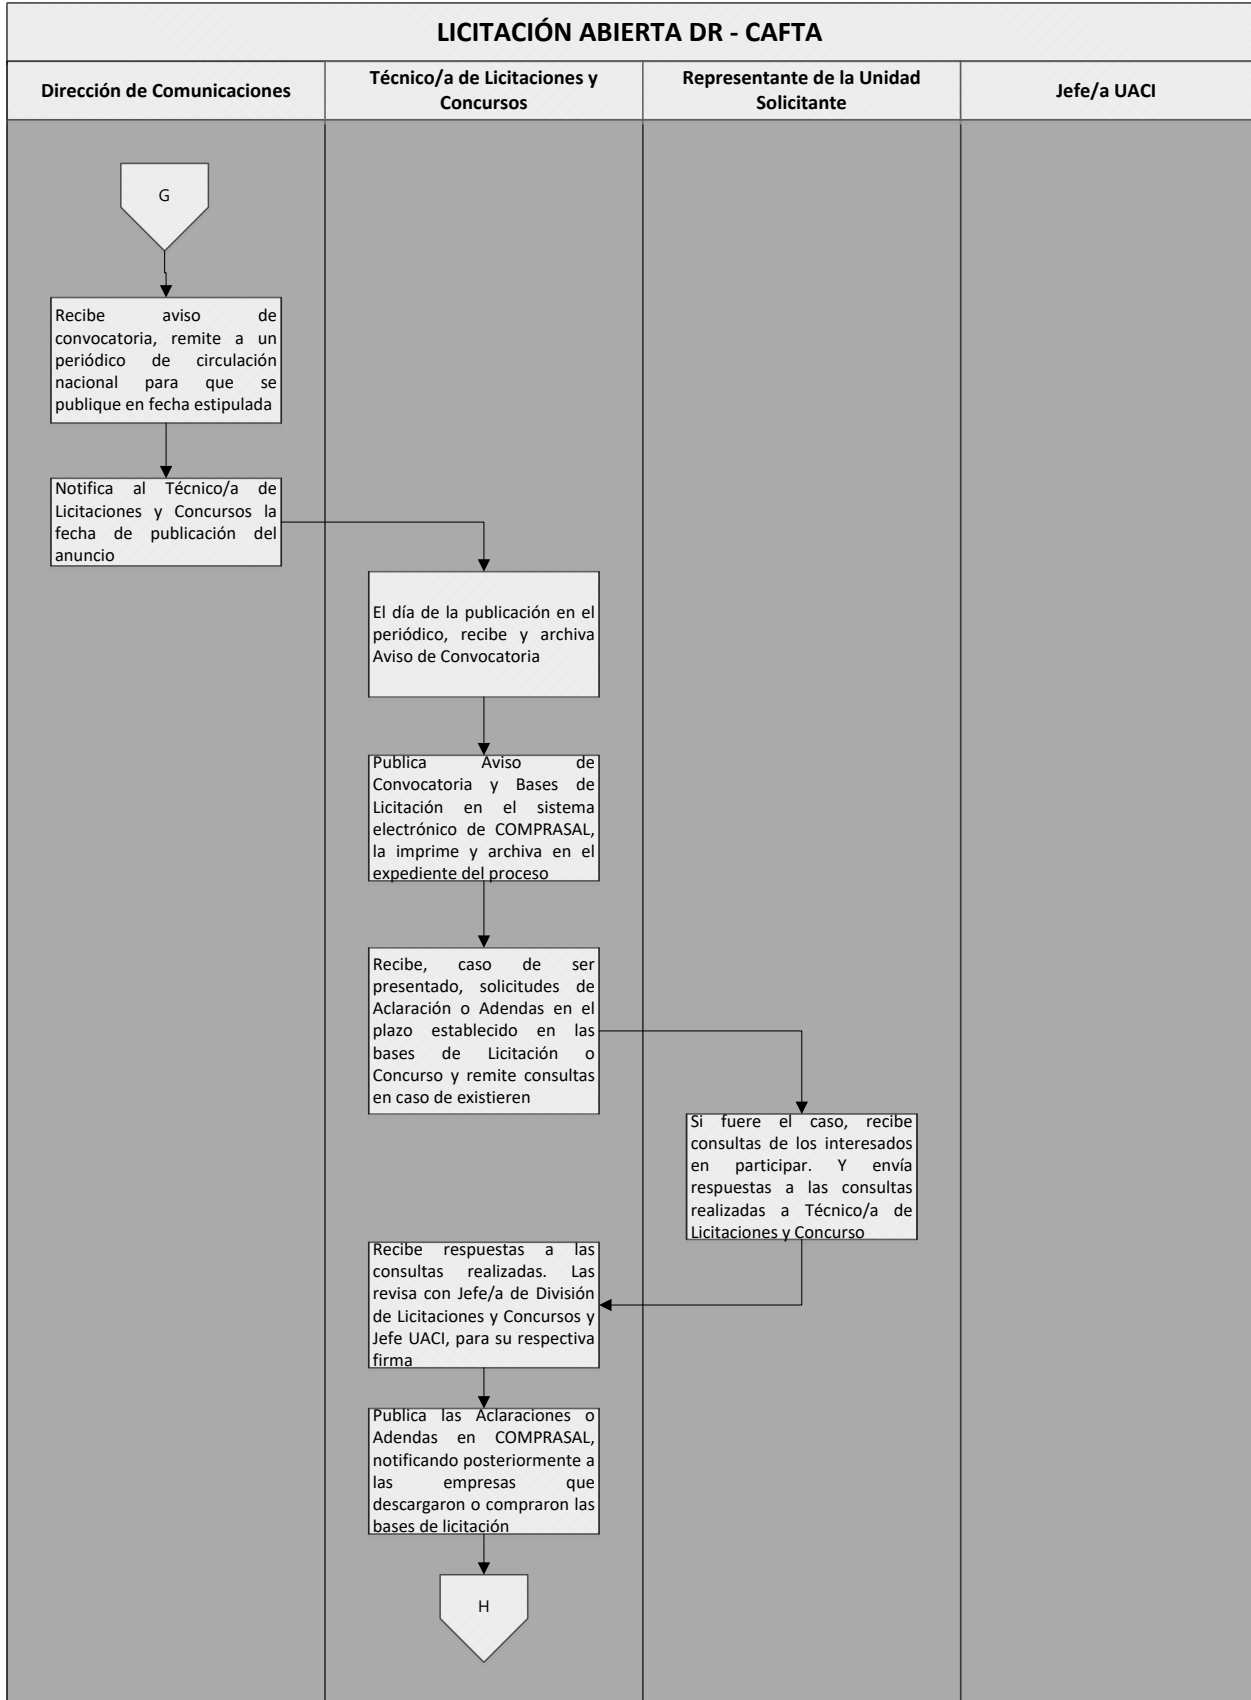 LICITACIÓN ABIERTA DR - CAFTA
Dirección de Comunicaciones
Técnico/a de Licitaciones y
Concursos
Representante de la Unidad
Solicitante
Jefe/a UACI
G
Recibe aviso de
convocatoria, remite a un
periódico de circulación
nacional para que se
publique en fecha estipulada
Notifica al Técnico/a de
Licitaciones y Concursos la
fecha de publicación del
anuncio
El día de la publicación en el
periódico, recibe y archiva
Aviso de Convocatoria
Publica Aviso de
Convocatoria y Bases de
Licitación en el sistema
electrónico de COMPRASAL,
la imprime y archiva en el
expediente del proceso
Recibe, caso de ser
presentado, solicitudes de
Aclaración o Adendas en el
plazo establecido en las
bases de Licitación o
Concurso y remite consultas
en caso de existieren
Si fuere el caso, recibe
consultas de los interesados
en participar. Y envía
respuestas a las consultas
realizadas a Técnico/a de
Licitaciones y Concurso
Recibe respuestas a las
consultas realizadas. Las
revisa con Jefe/a de División
de Licitaciones y Concursos y
Jefe UACI, para su respectiva
firma
Publica las Aclaraciones o
Adendas en COMPRASAL,
notificando posteriormente a
las empresas que
descargaron o compraron las
bases de licitación
H